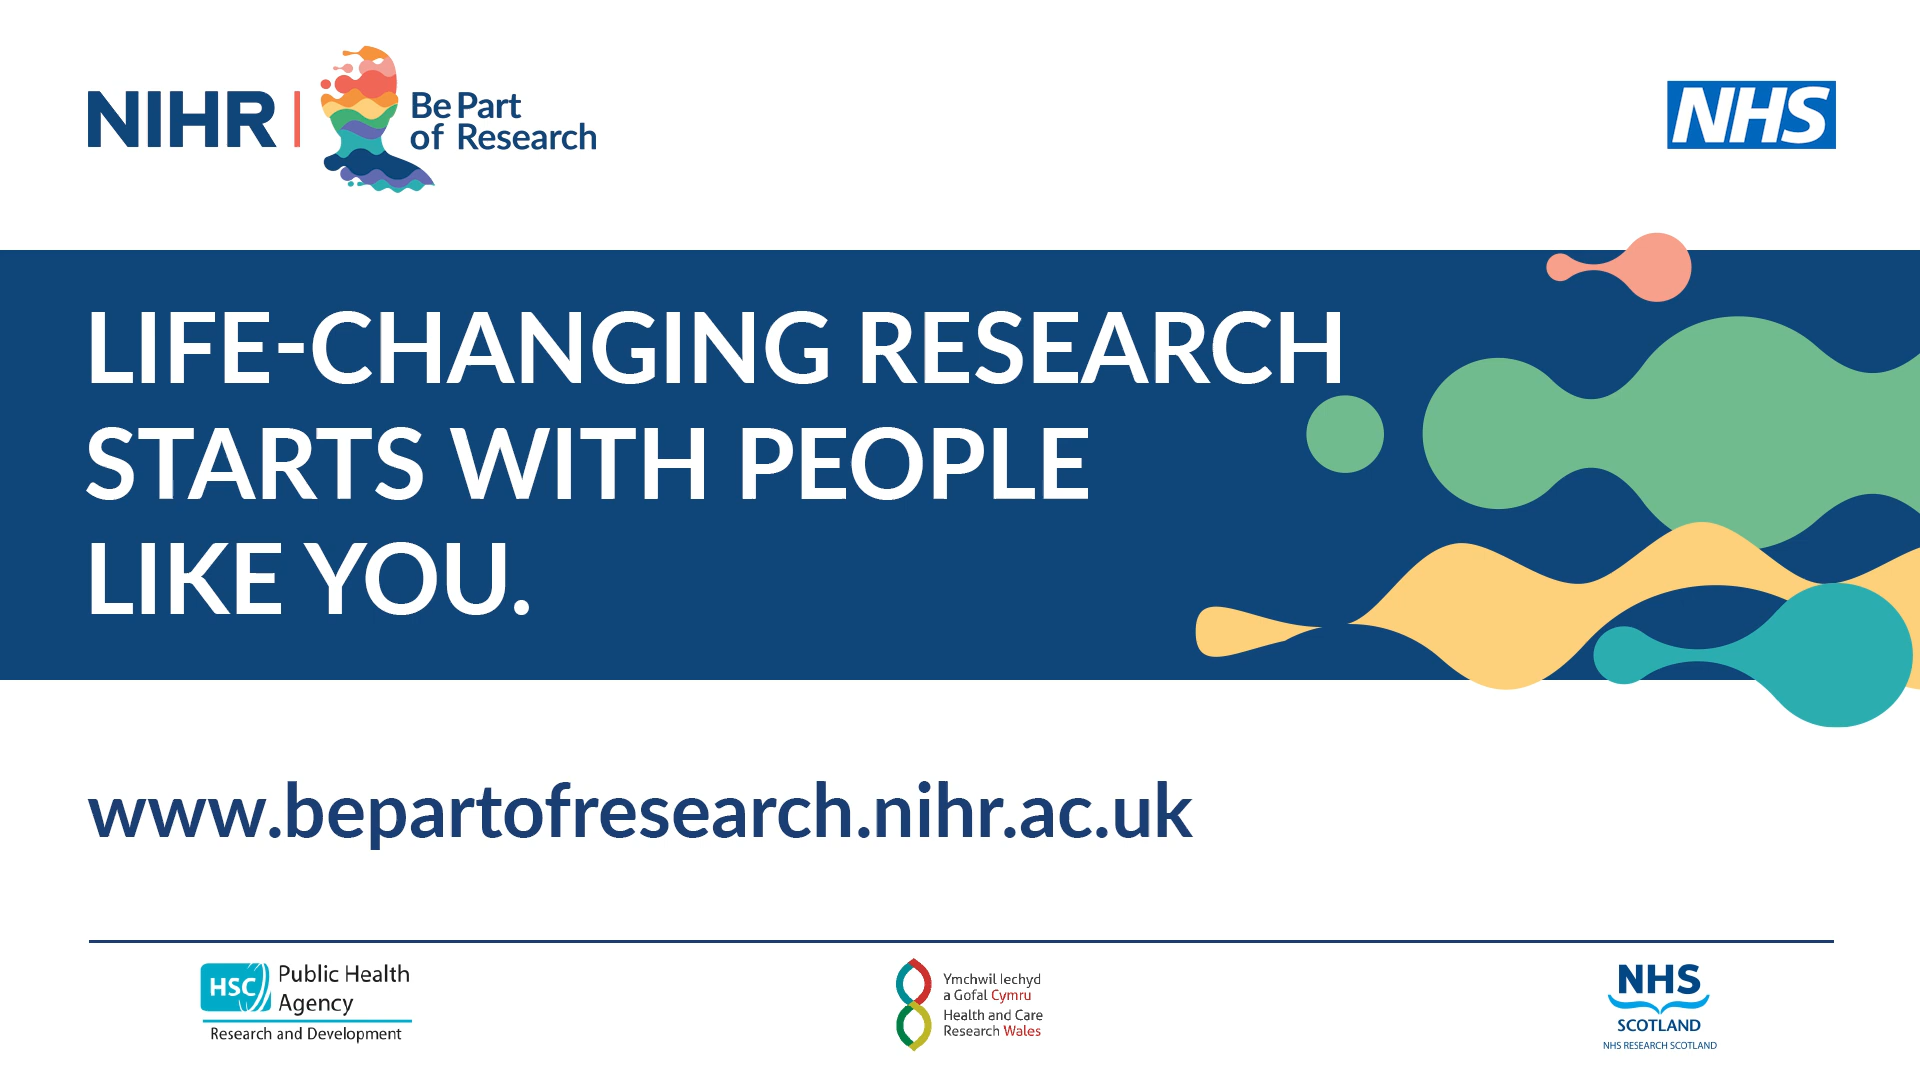 NIHR
Be Part
of Research
NHS
LIFE-CHANGING RESEARCH
STARTS WITH PEOPLE
LIKE YOU.
www.bepartofresearch.nihr.ac.uk
HSC
Public Health
Agency
Research and Development
Ymchwil Iechyd
a Gofal Cymru
Health and Care
Research Wales
NHS
SCOTLAND
NHS RESEARCH SCOTLAND